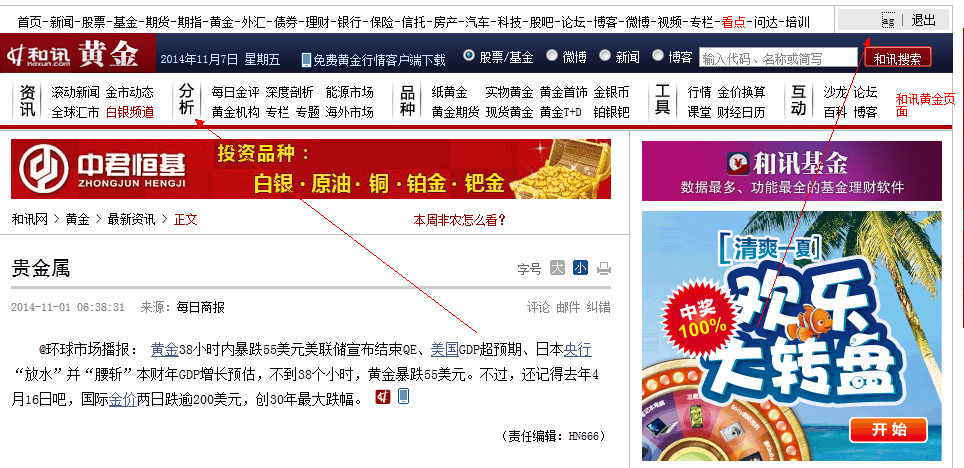 首页-新闻-股票-基金-期货-期指-黄金-外汇-债券-理财-银行-保险-信托-房产-汽车-科技-股吧-论坛-博客-微博-视频-专栏-看点-问达-培训
ag | 退出
和讯 黄金
hexun.com
2014年11月7日 星期五
免费黄金行情客户端下载
股票/基金 微博 新闻 博客
输入代码、名称或简写
和讯搜索
资讯
滚动新闻 金市动态
全球汇市 白银频道
分析
每日金评 深度剖析 能源市场
黄金机构 专栏 专题 海外市场
品种
纸黄金 实物黄金 黄金首饰 金银币
黄金期货 现货黄金 黄金T+D 铂银钯
工具
行情 金价换算
课堂 财经日历
互动
沙龙 论坛
百科 博客
和讯黄金页
面
中君恒基
ZHONGJUN HENGJI
投资品种：
白银·原油·铜·铂金·钯金
和讯基金
数据最多、功能最全的基金理财软件
和讯网 > 黄金 > 最新资讯 > 正文
本周非农怎么看？
贵金属
字号 大 小
2014-11-01 06:38:31 来源：每日商报
评论 邮件 纠错
@环球市场播报： 黄金38小时内暴跌55美元美联储宣布结束QE、美国GDP超预期、日本央行
“放水”并“腰斩”本财年GDP增长预估，不到38个小时，黄金暴跌55美元。不过，还记得去年4
月16日吧，国际金价两日跌逾200美元，创30年最大跌幅。
（责任编辑：HN666）
清爽一夏
欢乐
大转盘
中奖
100%
开始